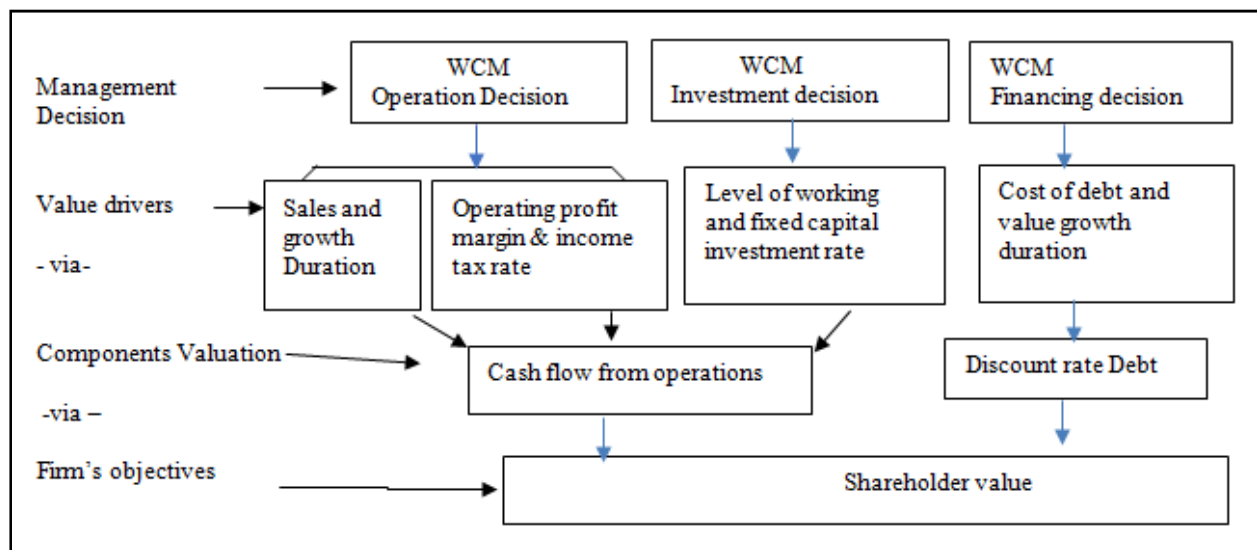 Management
Decision
WCM
Operation Decision
WCM
Investment decision
WCM
Financing decision
Value drivers
Sales and
growth
Duration
Operating profit
margin & income
tax rate
Level of working
and fixed capital
investment rate
Cost of debt and
value growth
duration
- via-
Components Valuation
Cash flow from operations
Discount rate Debt
-via –
Firm's objectives
Shareholder value